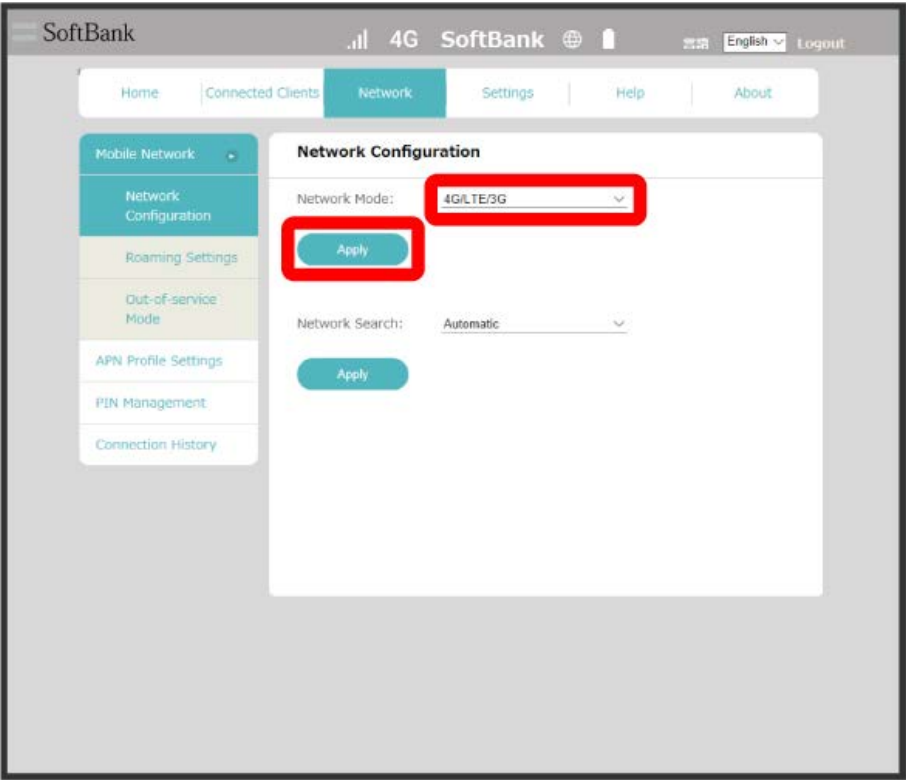 SoftBank
4G SoftBank
言語 English Logout
Home Connected Clients Network Settings Help About
Mobile Network
Network
Configuration
Roaming Settings
Out-of-service
Mode
APN Profile Settings
PIN Management
Connection History
Network Configuration
Network Mode: 4G/LTE/3G
Apply
Network Search: Automatic
Apply